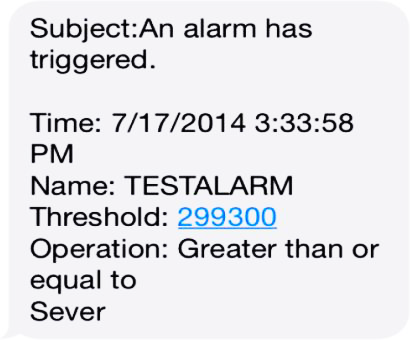 Subject:An alarm has
triggered.
Time: 7/17/2014 3:33:58
PM
Name: TESTALARM
Threshold: 299300
Operation: Greater than or
equal to
Sever